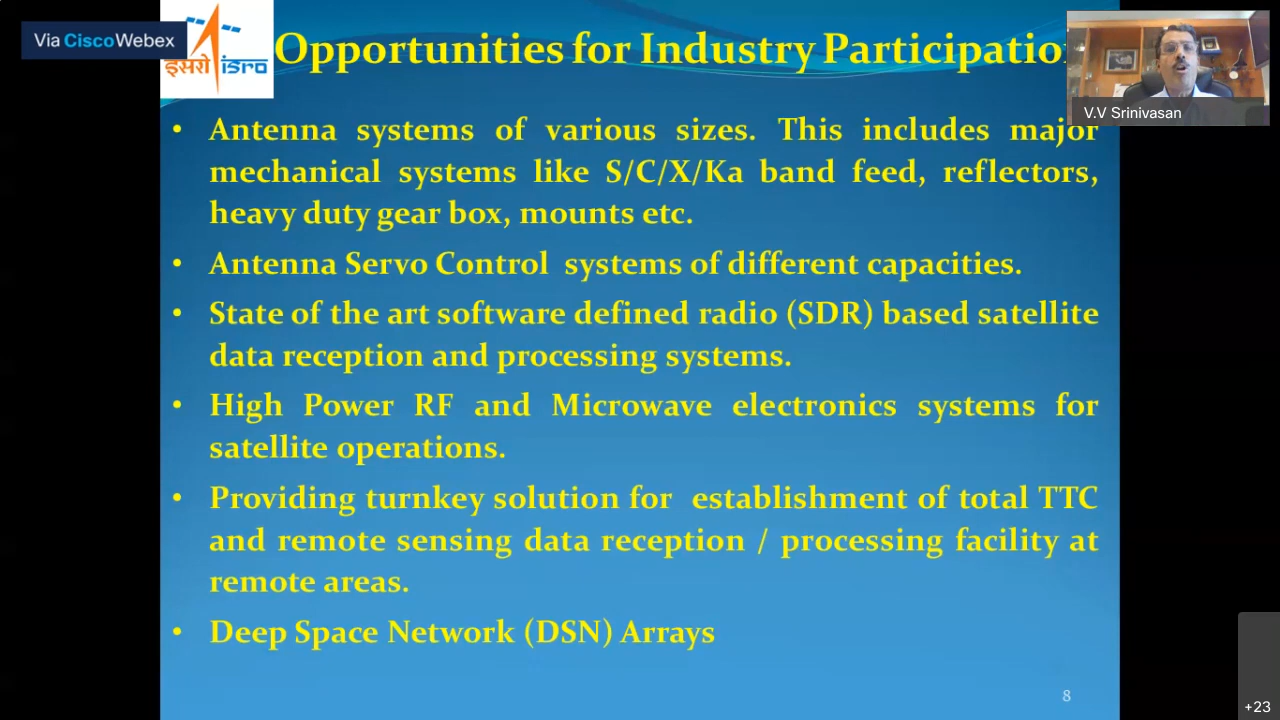 Via Cisco Webex
इसरो isro
Opportunities for Industry Participatio
V.V Srinivasan
• Antenna systems of various sizes. This includes major
mechanical systems like S/C/X/Ka band feed, reflectors,
heavy duty gear box, mounts etc.
• Antenna Servo Control systems of different capacities.
• State of the art software defined radio (SDR) based satellite
data reception and processing systems.
• High Power RF and Microwave electronics systems for
satellite operations.
• Providing turnkey solution for establishment of total TTC
and remote sensing data reception / processing facility at
remote areas.
• Deep Space Network (DSN) Arrays
8
+23